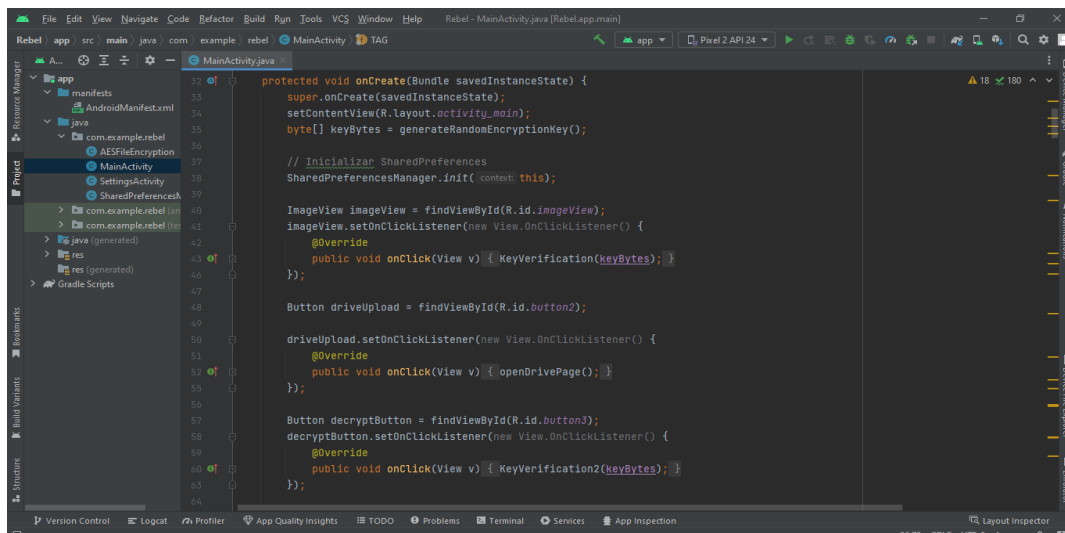 File Edit View Navigate Code Refactor Build Run Tools VCS Window Help Rebel - MainActivity.java [Rebel.app.main]
Rebel app src main java com example rebel MainActivity TAG app Pixel 2 API 24
A... MainActivity.java
Resource Manager
Project
Bookmarks
Build Variants
Structure
app
manifests
AndroidManifest.xml
java
com.example.rebel
AESFileEncryption
MainActivity
SettingsActivity
SharedPreferencesM
com.example.rebel (an
com.example.rebel (te
java (generated)
res
res (generated)
Gradle Scripts
18 180
32 protected void onCreate(Bundle savedInstanceState) {
33 super.onCreate(savedInstanceState);
34 setContentView(R.layout.activity_main);
35 byte[] keyBytes = generateRandomEncryptionKey();
36
37 // Inicializar SharedPreferences
38 SharedPreferencesManager.init( context: this);
39
40 ImageView imageView = findViewById(R.id.imageView);
41 imageView.setOnClickListener(new View.OnClickListener() {
42 @Override
43 public void onClick(View v) { KeyVerification(keyBytes); }
46 });
47
48 Button driveUpload = findViewById(R.id.button2);
49
50 driveUpload.setOnClickListener(new View.OnClickListener() {
51 @Override
52 public void onClick(View v) { openDrivePage(); }
55 });
56
57 Button decryptButton = findViewById(R.id.button3);
58 decryptButton.setOnClickListener(new View.OnClickListener() {
59 @Override
60 public void onClick(View v) { KeyVerification2(keyBytes); }
63 });
64
Version Control Logcat Profiler App Quality Insights TODO Problems Terminal Services App Inspection Layout Inspector